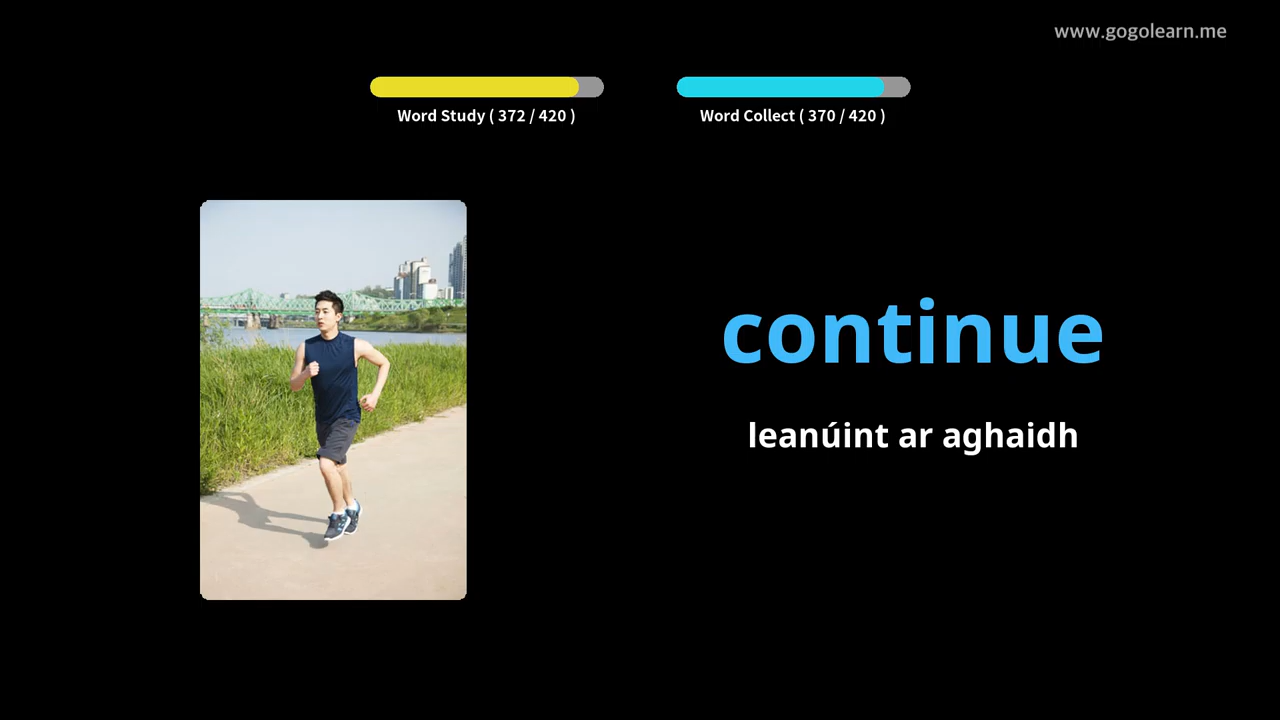 www.gogolearn.me
Word Study ( 372 / 420 )
Word Collect ( 370 / 420 )
continue
leanúint ar aghaidh